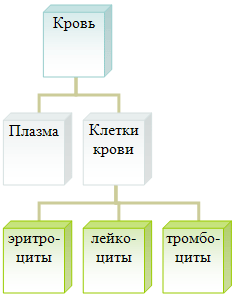 Кровь
Плазма
Клетки
крови
эритро-
циты
лейко-
циты
тромбо-
циты